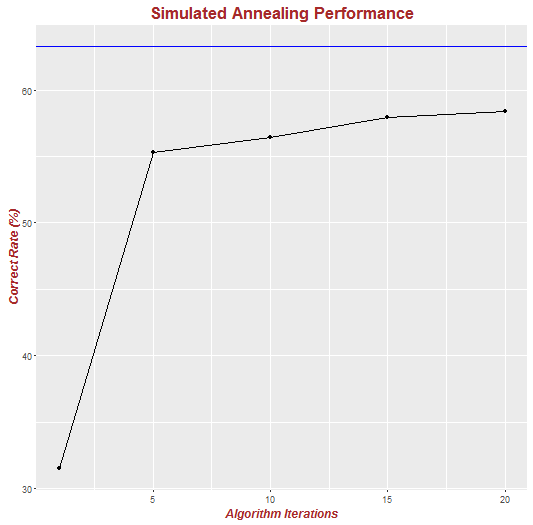 Simulated Annealing Performance
Correct Rate (%)
60
50
40
30
5 10 15 20
Algorithm Iterations